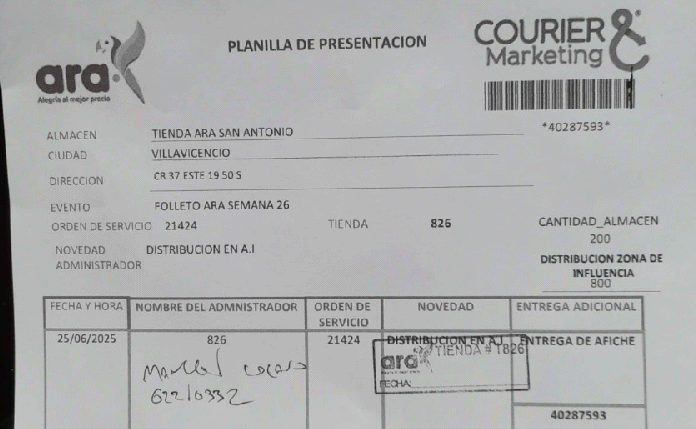 PLANILLA DE PRESENTACION
COURIER & Marketing
ara
Alegría al mejor precio
*40287593*
ALMACEN TIENDA ARA SAN ANTONIO
CIUDAD VILLAVICENCIO
DIRECCION CR 37 ESTE 19 50 S
EVENTO FOLLETO ARA SEMANA 26
ORDEN DE SERVICIO 21424 TIENDA 826
CANTIDAD_ALMACEN
200
NOVEDAD ADMINISTRADOR DISTRIBUCION EN A.I
DISTRIBUCION ZONA DE
INFLUENCIA
800
FECHA Y HORA NOMBRE DEL ADMNISTRADOR ORDEN DE SERVICIO NOVEDAD ENTREGA ADICIONAL
25/06/2025 826 21424 DISTRIBUCION EN A.I ENTREGA DE AFICHE
ara TIENDA # 1826
FECHA:
40287593